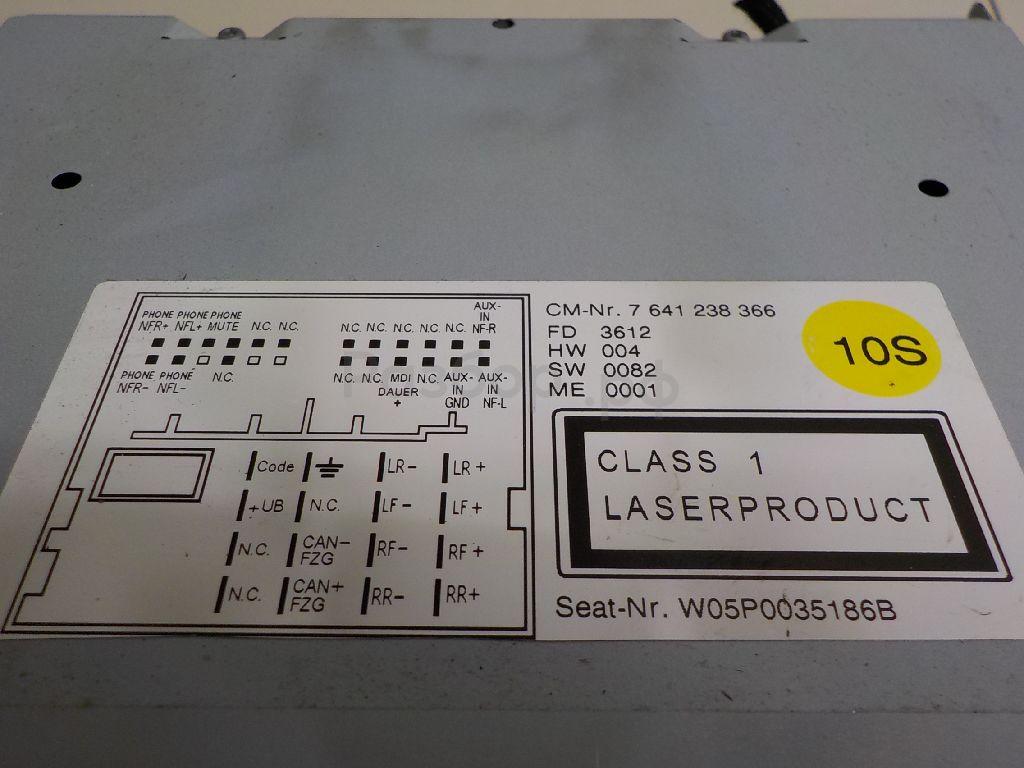 PHONE PHONE PHONE
NFR+ NFL+ MUTE N.C. N.C.
PHONE PHONE N.C.
NFR- NFL-
AUX-
IN
N.C. N.C. N.C. N.C. N.C. NF-R
N.C. N.C. MDI N.C. AUX- AUX-
DAUER IN IN
+ GND NF-L
Code LR- LR+
+UB N.C. LF- LF+
N.C. CAN- RF- RF+
FZG
N.C. CAN+ RR- RR+
FZG
CM-Nr. 7 641 238 366
FD 3612
HW 004
SW 0082
ME 0001
10S
CLASS 1
LASERPRODUCT
Seat-Nr. W05P0035186B